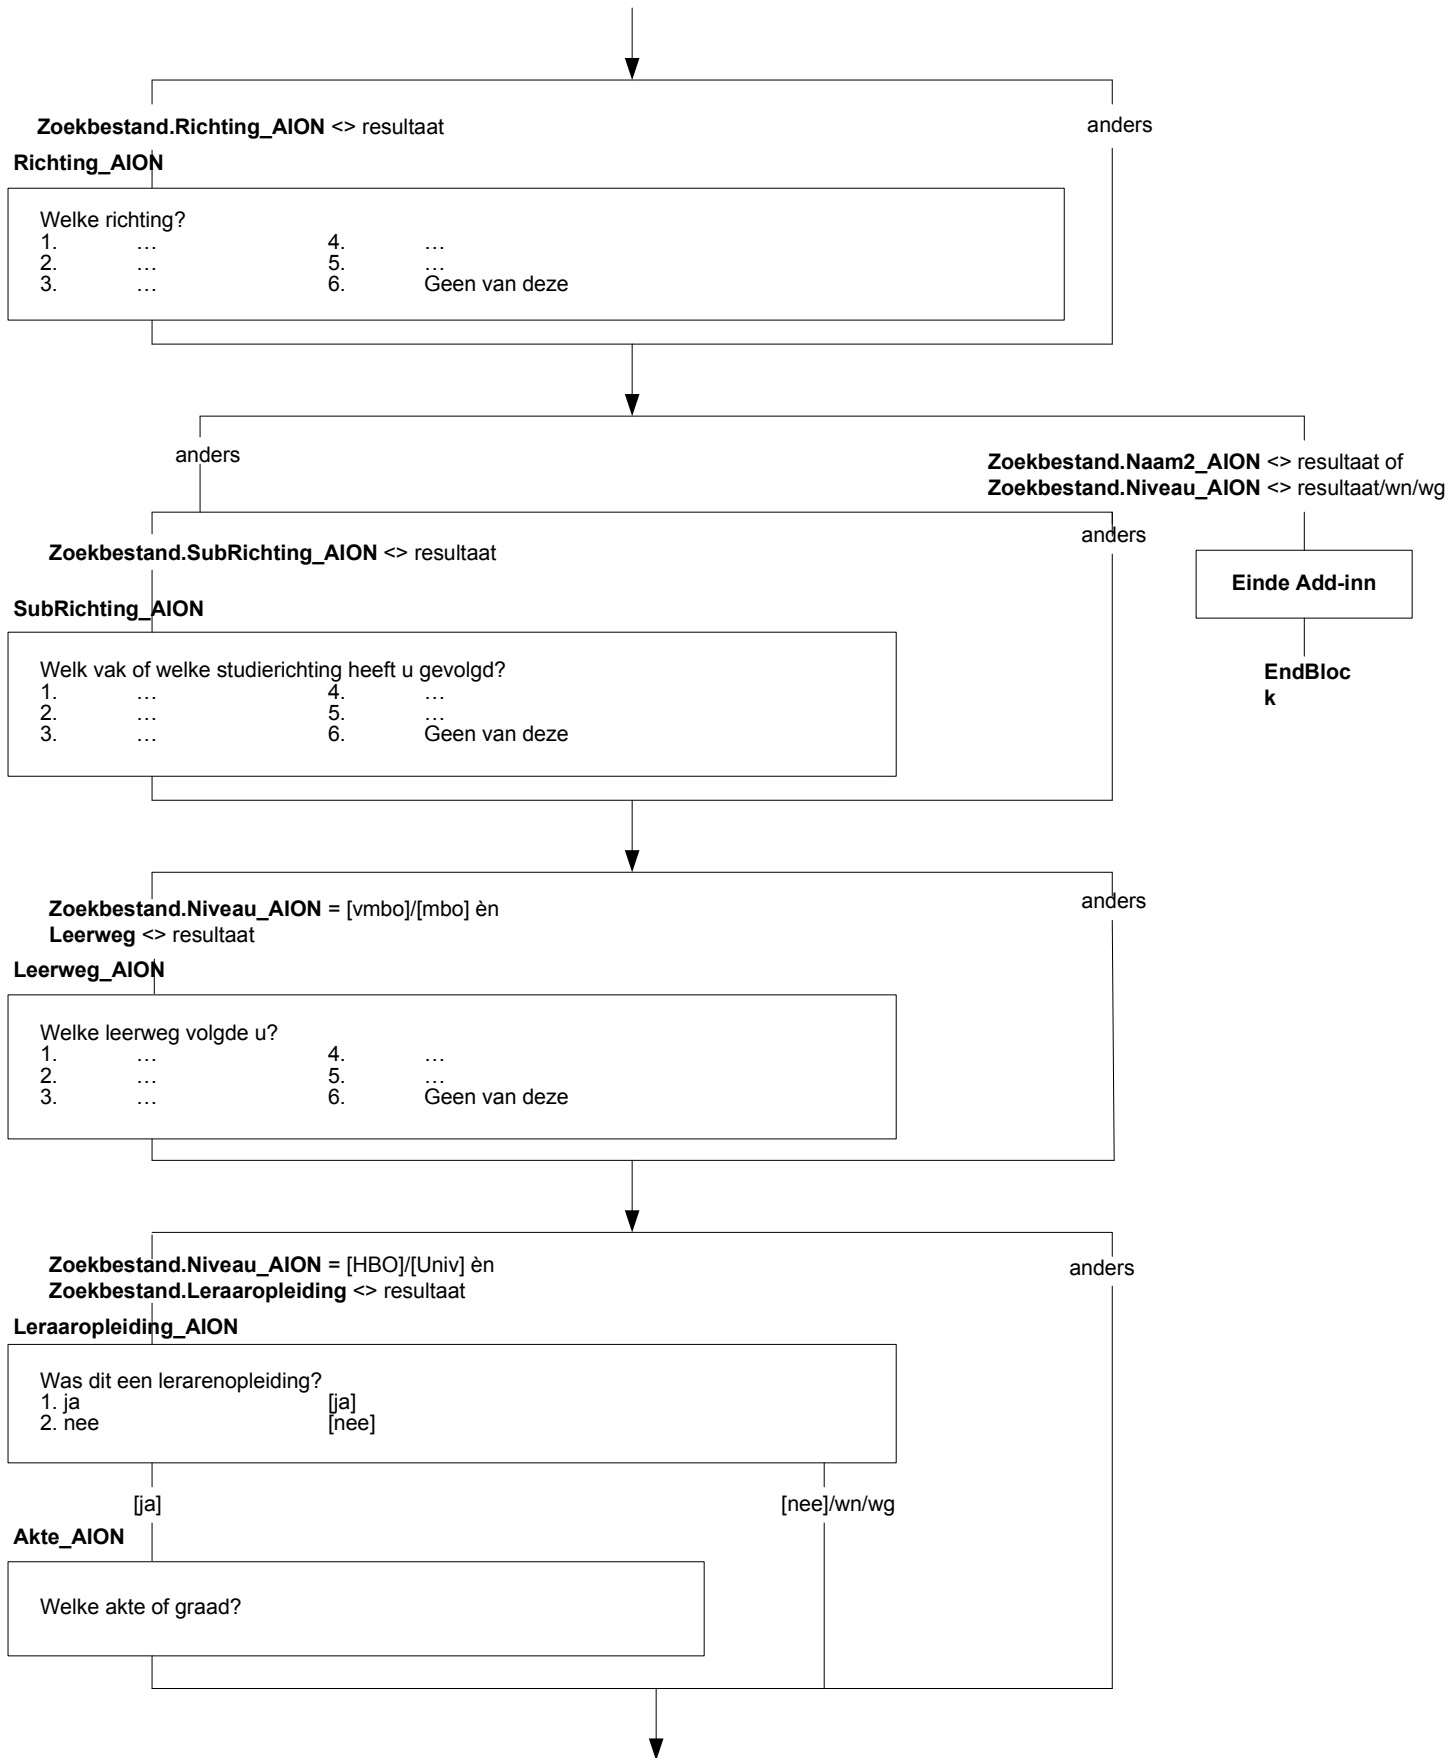 Zoekbestand.Richting_AION <> resultaat
anders
Richting_AION
Welke richting?
1. … 4. …
2. … 5. …
3. … 6. Geen van deze
anders
Zoekbestand.Naam2_AION <> resultaat of
Zoekbestand.Niveau_AION <> resultaat/wn/wg
Zoekbestand.SubRichting_AION <> resultaat
anders
Einde Add-inn
EndBloc
k
SubRichting_AION
Welk vak of welke studierichting heeft u gevolgd?
1. … 4. …
2. … 5. …
3. … 6. Geen van deze
Zoekbestand.Niveau_AION = [vmbo]/[mbo] èn
Leerweg <> resultaat
anders
Leerweg_AION
Welke leerweg volgde u?
1. … 4. …
2. … 5. …
3. … 6. Geen van deze
Zoekbestand.Niveau_AION = [HBO]/[Univ] èn
Zoekbestand.Leraaropleiding <> resultaat
anders
Leraaropleiding_AION
Was dit een lerarenopleiding?
1. ja [ja]
2. nee [nee]
[ja] [nee]/wn/wg
Akte_AION
Welke akte of graad?